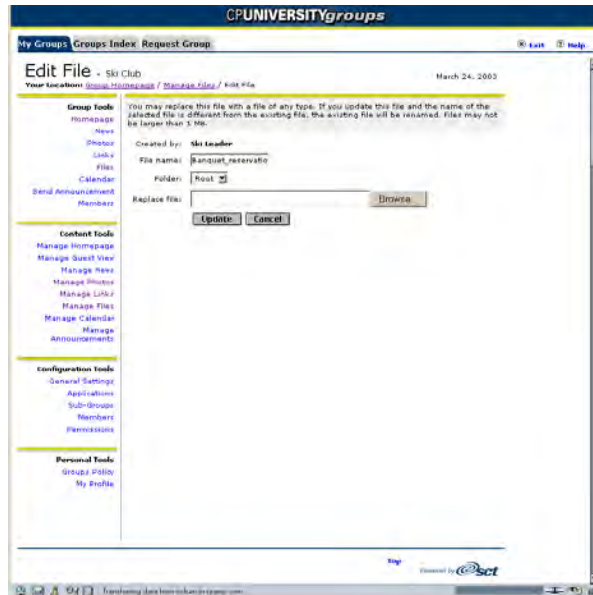 CPUNIVERSITYgroups
My Groups Groups Index Request Group
Exit Help
Edit File - Ski Club
March 24, 2003
Your Location: Group Homepage / Manage Files / Edit File
Group Tools
Homepage
News
Photos
Links
Files
Calendar
Send Announcement
Members
You may replace this file with a file of any type. If you update this file and the name of the
selected file is different from the existing file, the existing file will be renamed. Files may not
be larger than 1 MB.
Created by: Ski Leader
File name: Banquet_reservatio
Folder: Root
Replace file: Browse...
Update Cancel
Content Tools
Manage Homepage
Manage Guest View
Manage News
Manage Photos
Manage Links
Manage Files
Manage Calendar
Manage
Announcements
Configuration Tools
General Settings
Applications
Sub-Groups
Members
Permissions
Personal Tools
Groups Policy
My Profile
Top
Powered by sct
Transferring data from